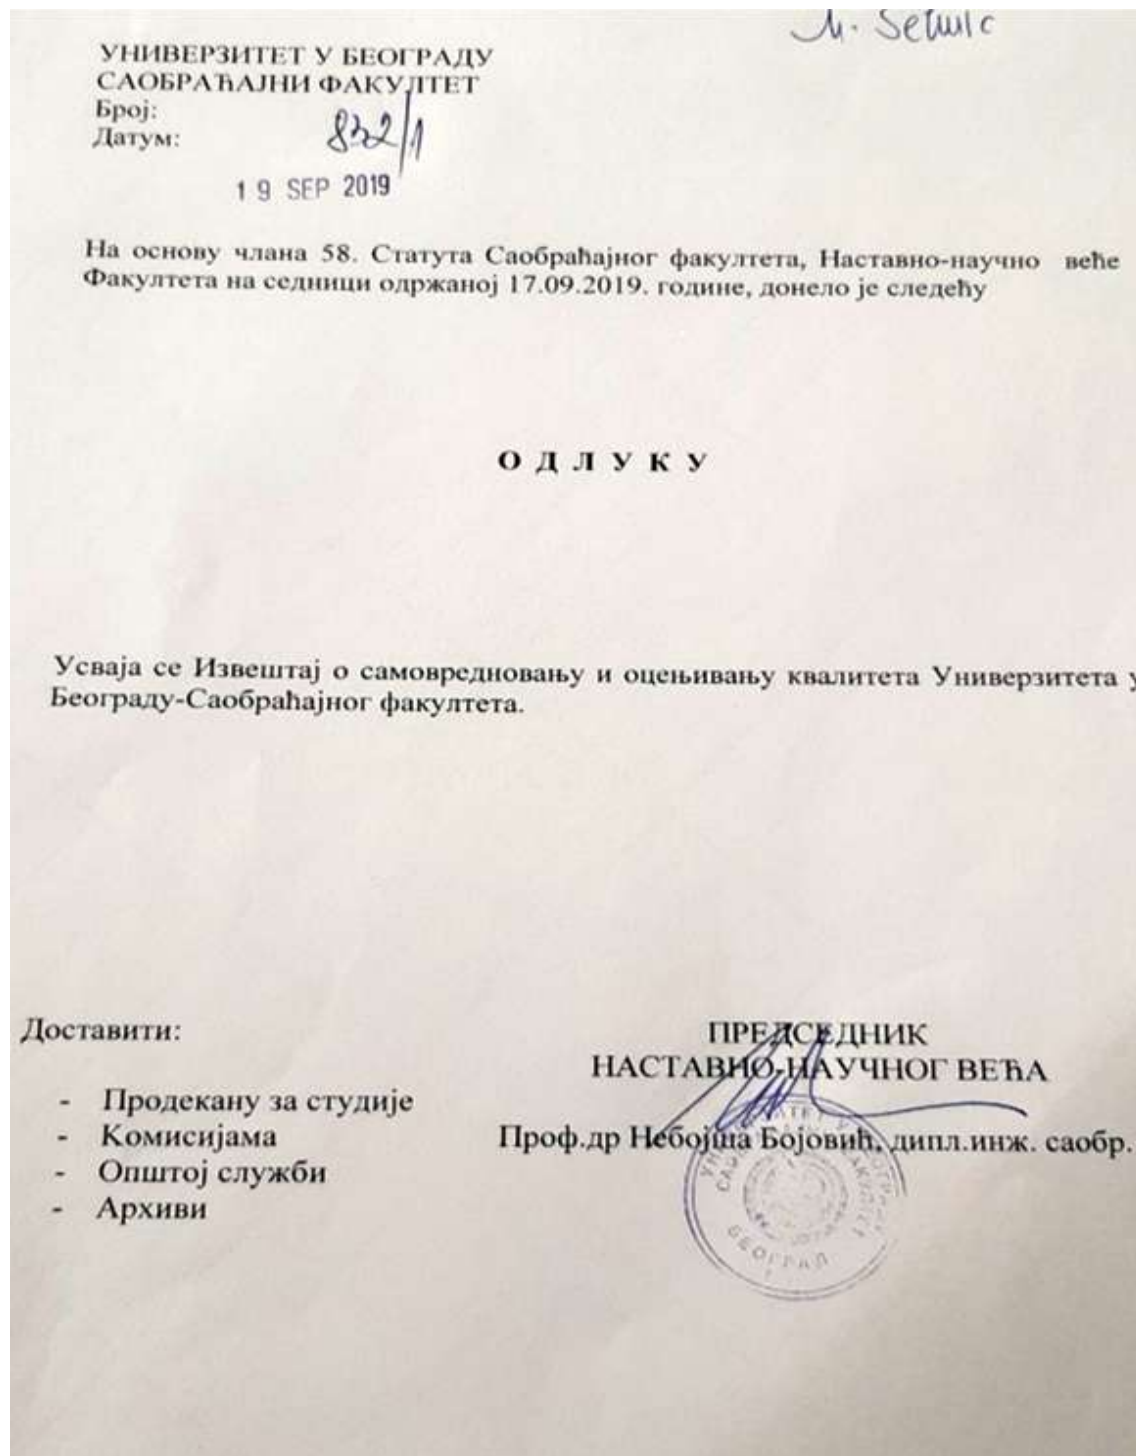 УНИВЕРЗИТЕТ У БЕОГРАДУ
САОБРАЋАЈНИ ФАКУЛТЕТ
Број: 832/1
Датум:
19 SEP 2019
На основу члана 58. Статута Саобраћајног факултета, Наставно-научно веће
Факултета на седници одржаној 17.09.2019. године, донело је следећу
О Д Л У К У
Усваја се Извештај о самовредновању и оцењивању квалитета Универзитета у
Београду-Саобраћајног факултета.
Доставити:
- Продекану за студије
- Комисијама
- Општој служби
- Архиви
ПРЕДСЕДНИК
НАСТАВНО-НАУЧНОГ ВЕЋА
Проф.др Небојша Бојовић, дипл.инж. саобр.
БЕОГРАД